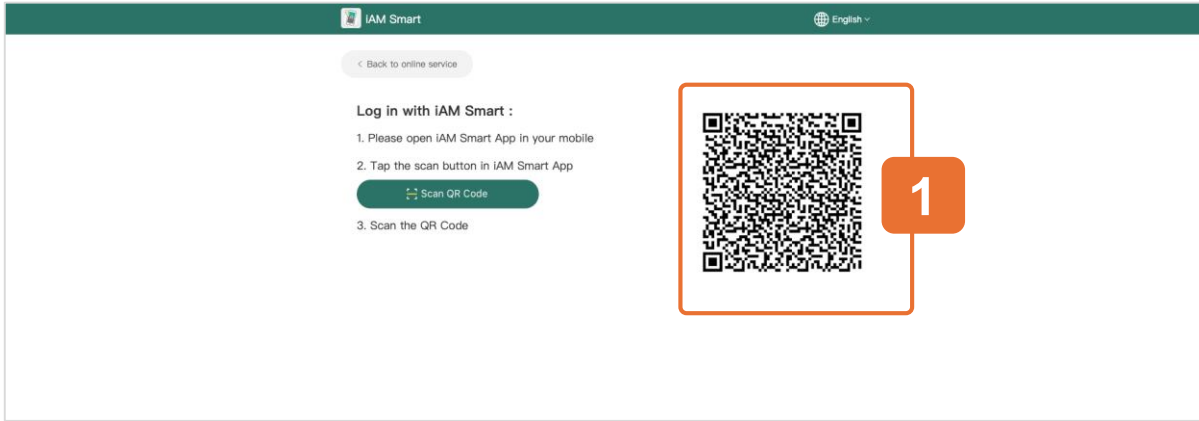 iAM Smart
English
< Back to online service
Log in with iAM Smart :
1. Please open iAM Smart App in your mobile
2. Tap the scan button in iAM Smart App
Scan QR Code
3. Scan the QR Code
1